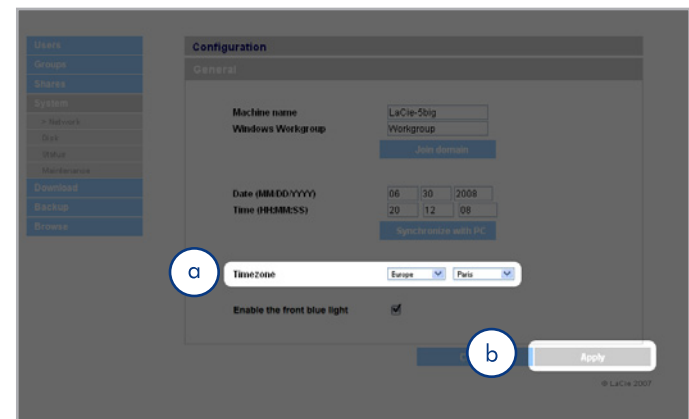 Users
Groups
Shares
System
> Network
Disk
Status
Maintenance
Download
Backup
Browse
Configuration
General
Machine name LaCie-5big
Windows Workgroup Workgroup
Join domain
Date (MM/DD/YYYY) 06 30 2008
Time (HH:MM:SS) 20 12 08
Synchronize with PC
a Timezone Europe Paris
Enable the front blue light
b Apply
© LaCie 2007